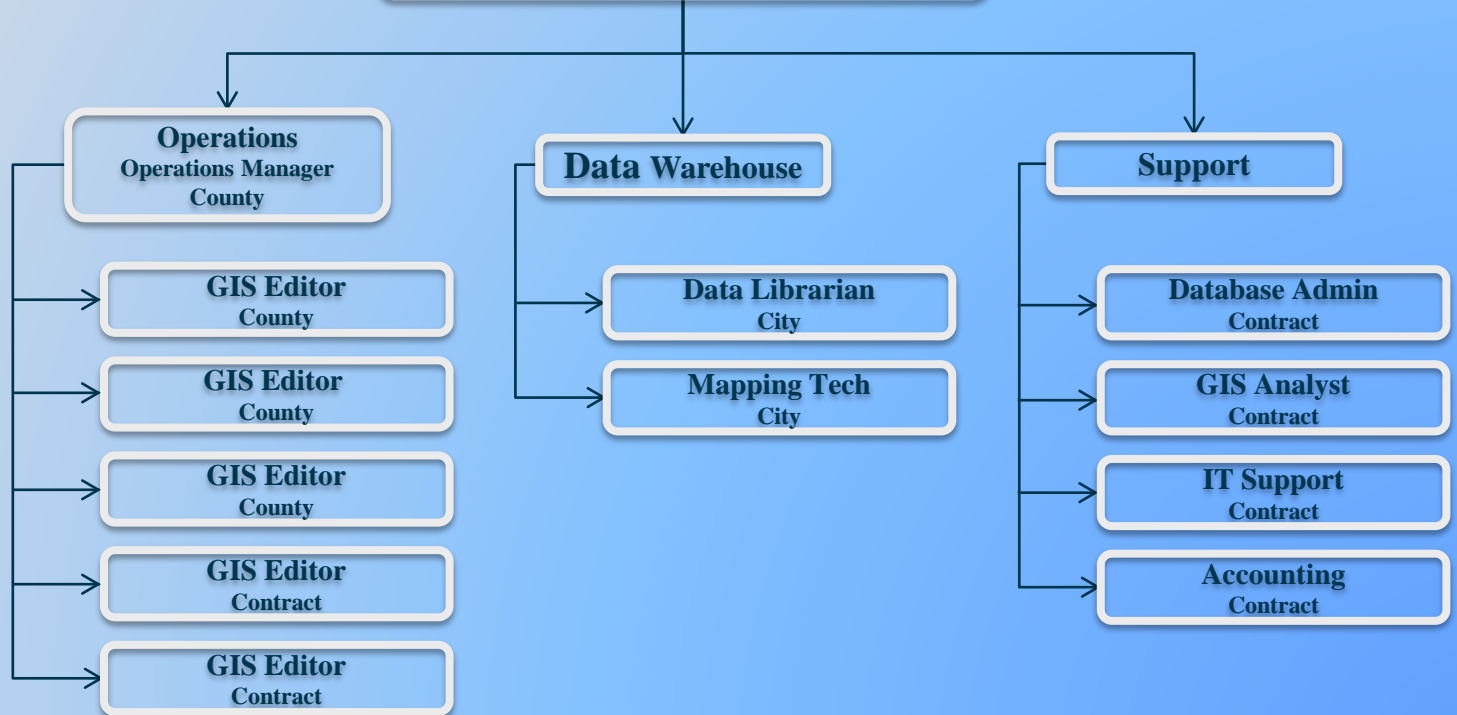 Operations
Operations Manager
County
GIS Editor
County
GIS Editor
County
GIS Editor
County
GIS Editor
Contract
GIS Editor
Contract
Data Warehouse
Data Librarian
City
Mapping Tech
City
Support
Database Admin
Contract
GIS Analyst
Contract
IT Support
Contract
Accounting
Contract